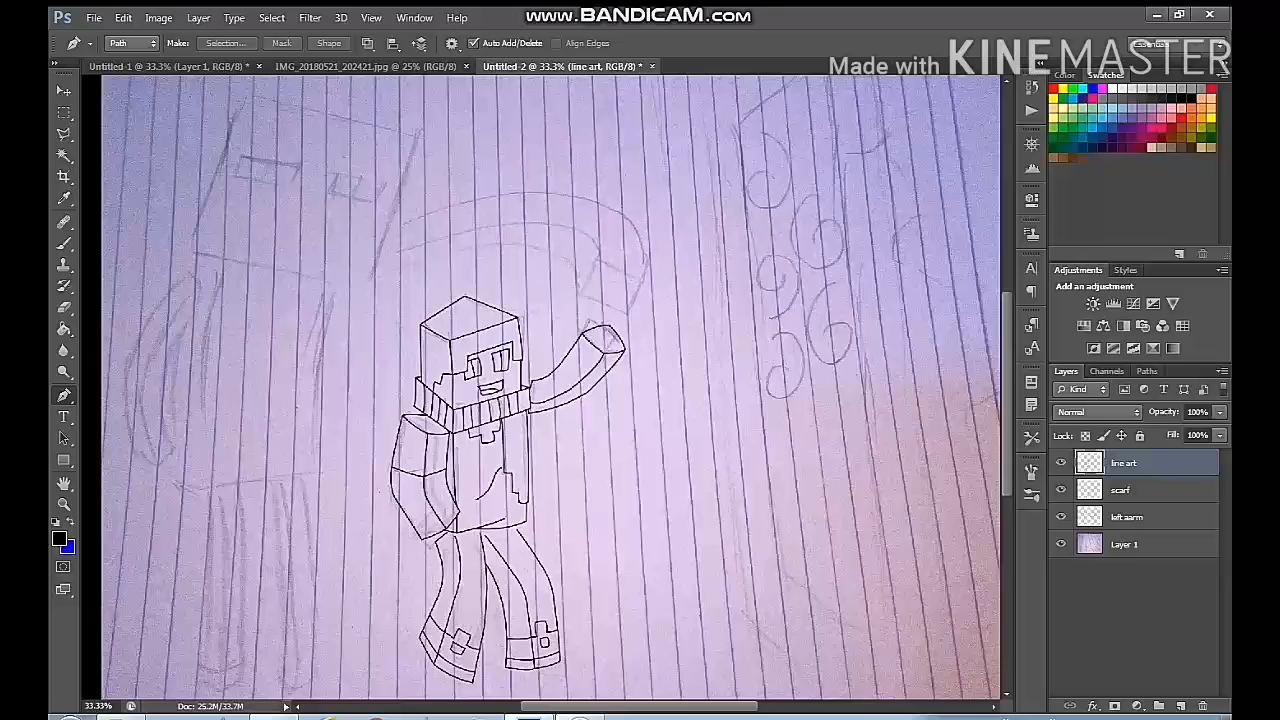 www.BANDICAM.com
Ps File Edit Image Layer Type Select Filter 3D View Window Help
Path Make: Selection... Mask Shape Auto Add/Delete Align Edges Essentials
Made with KINEMASTER
Untitled-1 @ 33.3% (Layer 1, RGB/8) * × IMG_20180521_202421.jpg @ 25% (RGB/8) × Untitled-2 @ 33.3% (line art, RGB/8) * ×
Color Swatches
Adjustments Styles
Add an adjustment
Layers Channels Paths
Kind
Normal Opacity: 100%
Lock: Fill: 100%
line art
scarf
left aarm
Layer 1
33.33% Doc: 25.2M/33.7M